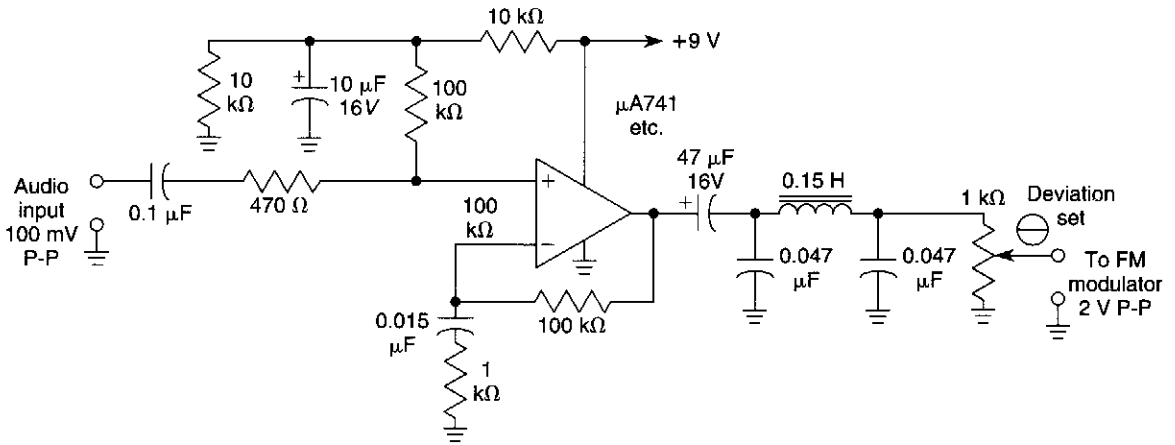 10 kΩ
+9 V
10
kΩ
+
10 μF
16V
100
kΩ
μA741
etc.
Audio
input
100 mV
P-P
0.1 μF
470 Ω
+
−
100
kΩ
47 μF
16V
+
0.15 H
1 kΩ
Deviation
set
0.047
μF
0.047
μF
To FM
modulator
2 V P-P
0.015
μF
100 kΩ
1
kΩ